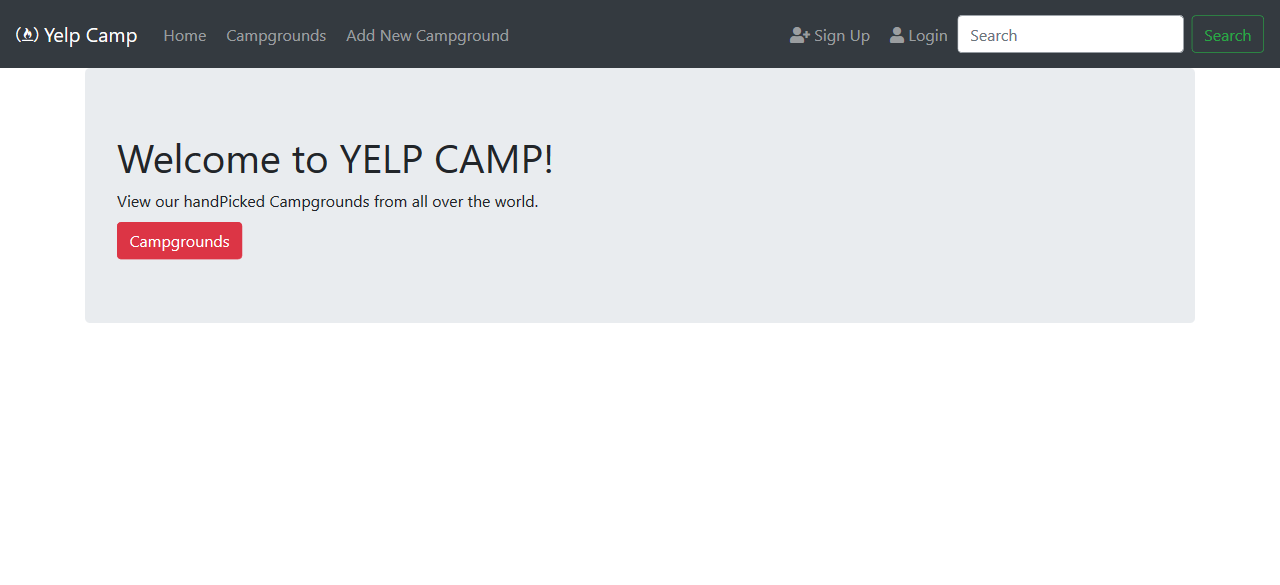 Yelp Camp Home Campgrounds Add New Campground Sign Up Login Search Search
Welcome to YELP CAMP!
View our handPicked Campgrounds from all over the world.
Campgrounds